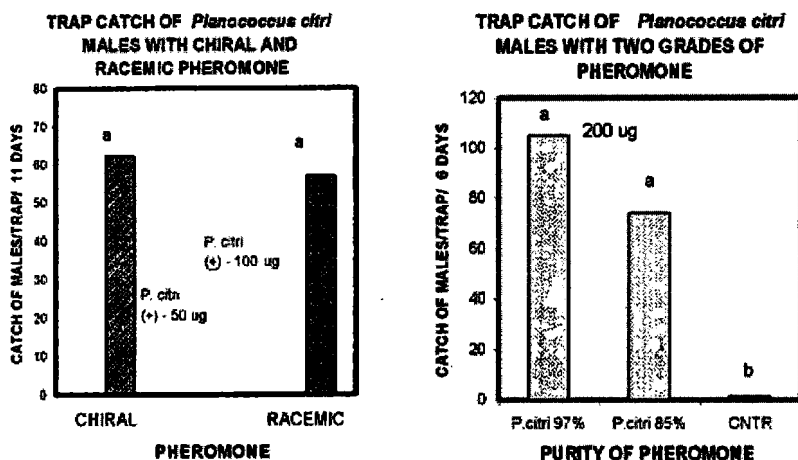 TRAP CATCH OF Planococcus citri
MALES WITH CHIRAL AND
RACEMIC PHEROMONE
CATCH OF MALES/TRAP/ 11 DAYS
80
70
60
50
40
30
20
10
0
a
a
P. citri
(+) - 50 ug
P. citri
(±) - 100 ug
CHIRAL
RACEMIC
PHEROMONE
TRAP CATCH OF Planococcus citri
MALES WITH TWO GRADES OF
PHEROMONE
CATCH OF MALES/TRAP/ 6 DAYS
120
100
80
60
40
20
0
a
200 ug
a
b
P.citri 97%
P.citri 85%
CNTR
PURITY OF PHEROMONE